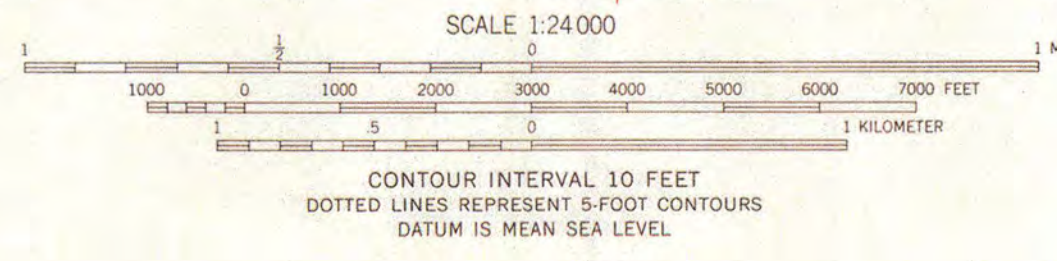 SCALE 1:24000
1 ½ 0 1 M
1000 0 1000 2000 3000 4000 5000 6000 7000 FEET
1 .5 0 1 KILOMETER
CONTOUR INTERVAL 10 FEET
DOTTED LINES REPRESENT 5-FOOT CONTOURS
DATUM IS MEAN SEA LEVEL